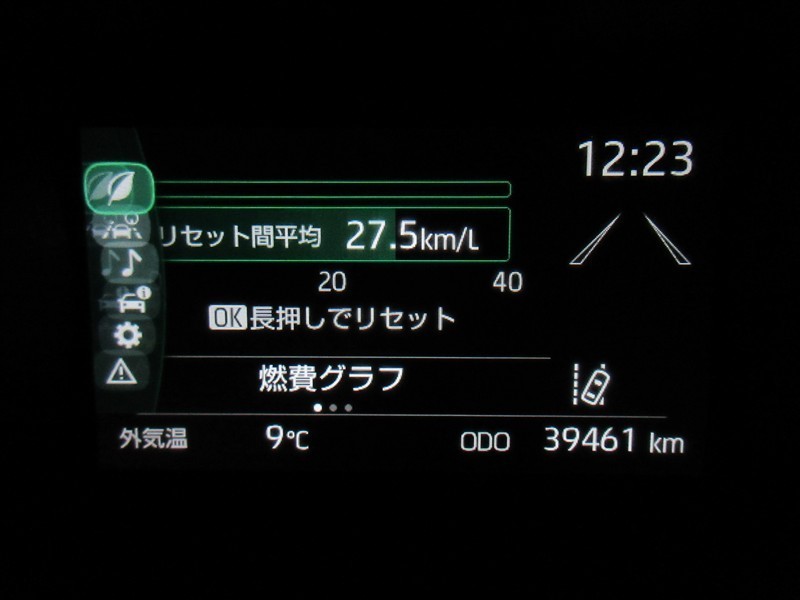 12:23
リセット間平均 27.5km/L
20 40
OK長押しでリセット
燃費グラフ
外気温 9℃ ODO 39461 km